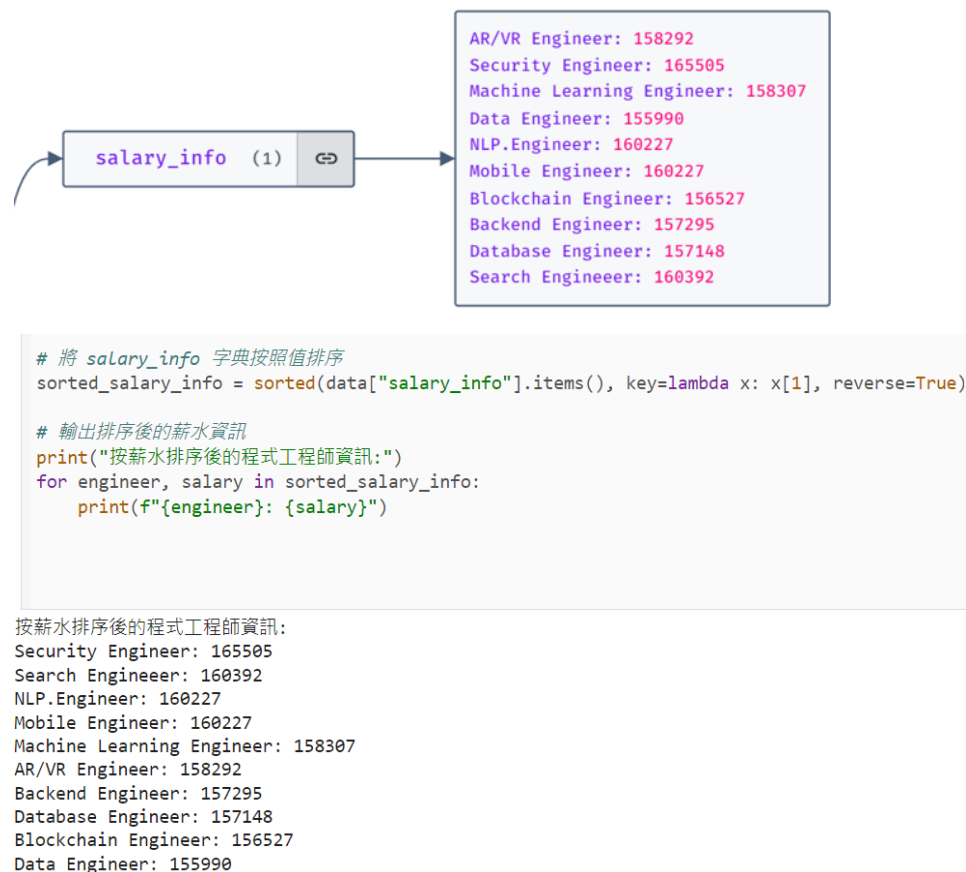 salary_info (1)
AR/VR Engineer: 158292
Security Engineer: 165505
Machine Learning Engineer: 158307
Data Engineer: 155990
NLP.Engineer: 160227
Mobile Engineer: 160227
Blockchain Engineer: 156527
Backend Engineer: 157295
Database Engineer: 157148
Search Engineeer: 160392
# 將 salary_info 字典按照值排序
sorted_salary_info = sorted(data["salary_info"].items(), key=lambda x: x[1], reverse=True)
# 輸出排序後的薪水資訊
print("按薪水排序後的程式工程師資訊:")
for engineer, salary in sorted_salary_info:
    print(f"{engineer}: {salary}")
按薪水排序後的程式工程師資訊:
Security Engineer: 165505
Search Engineeer: 160392
NLP.Engineer: 160227
Mobile Engineer: 160227
Machine Learning Engineer: 158307
AR/VR Engineer: 158292
Backend Engineer: 157295
Database Engineer: 157148
Blockchain Engineer: 156527
Data Engineer: 155990